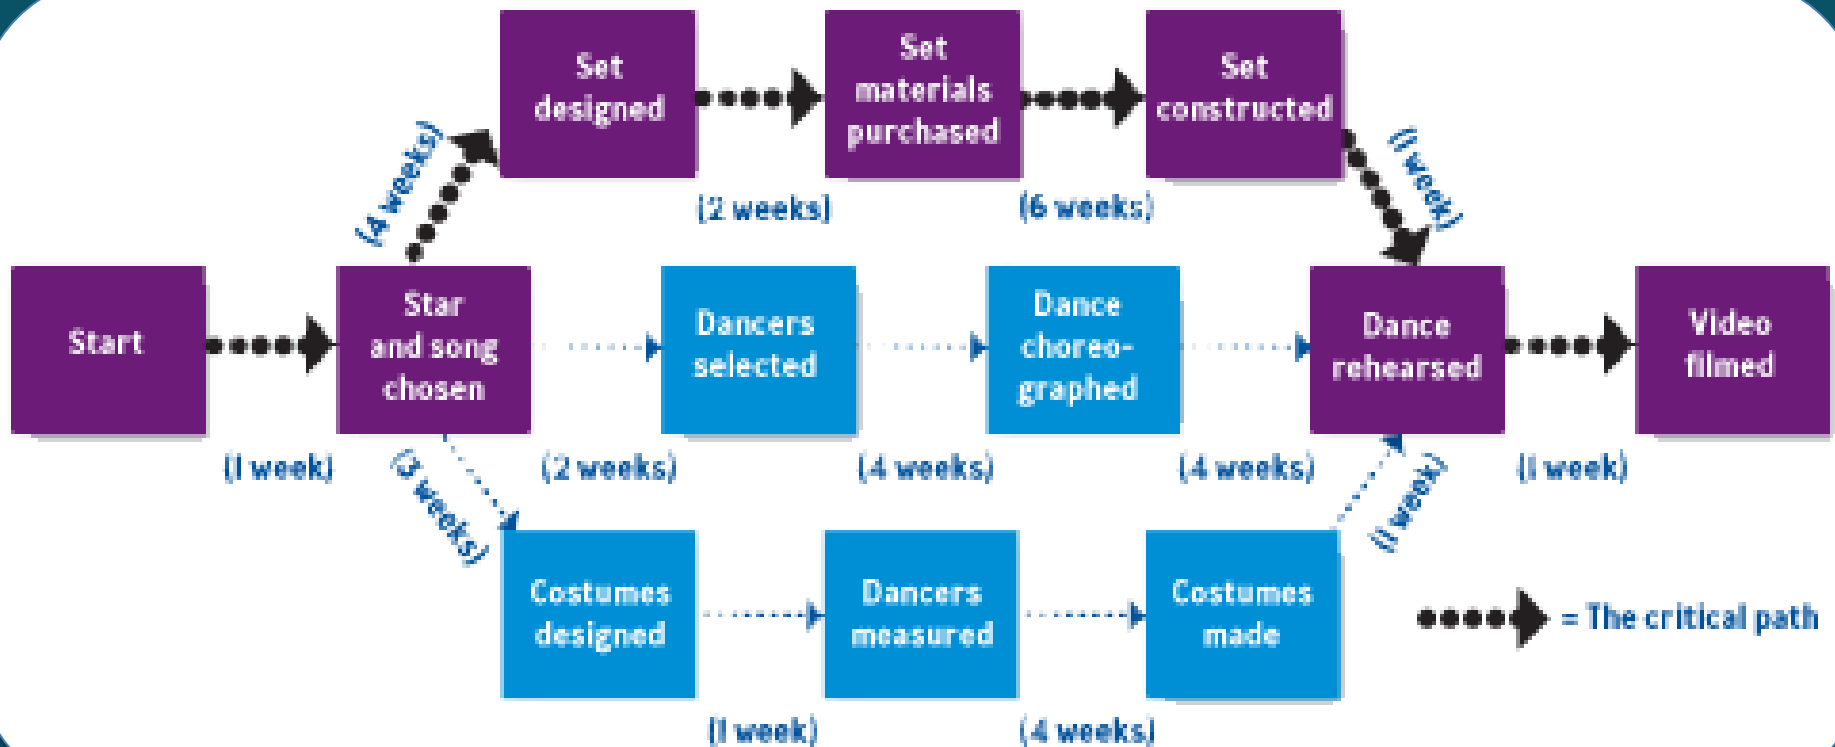 Set
designed
Set
materials
purchased
Set
constructed
(4 weeks)
(2 weeks)
(6 weeks)
(1 week)
Start
Star
and song
chosen
Dancers
selected
Dance
choreo-
graphed
Dance
rehearsed
Video
filmed
(1 week)
(3 weeks)
(2 weeks)
(4 weeks)
(4 weeks)
(1 week)
(1 week)
Costumes
designed
Dancers
measured
Costumes
made
= The critical path
(1 week)
(4 weeks)